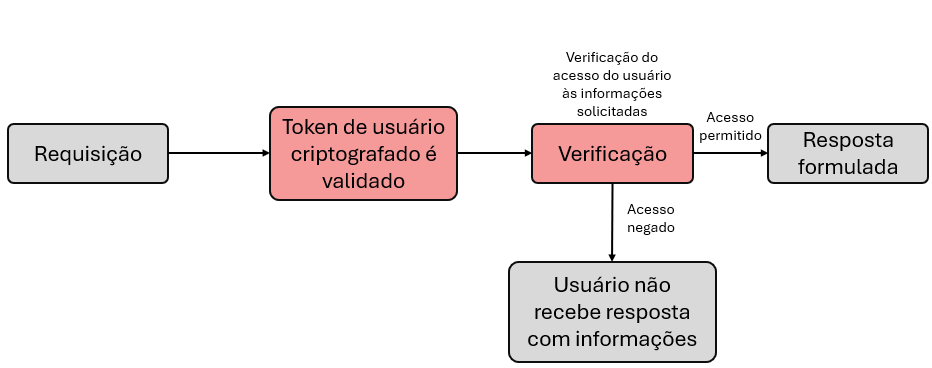 Requisição
Token de usuário
criptografado é
validado
Verificação do
acesso do usuário
às informações
solicitadas
Verificação
Acesso
permitido
Resposta
formulada
Acesso
negado
Usuário não
recebe resposta
com informações